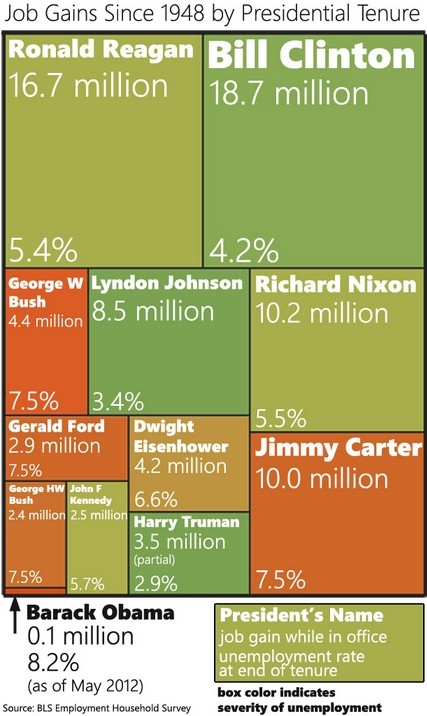 Job Gains Since 1948 by Presidential Tenure
Ronald Reagan
16.7 million
5.4%
Bill Clinton
18.7 million
4.2%
George W
Bush
4.4 million
7.5%
Lyndon Johnson
8.5 million
3.4%
Richard Nixon
10.2 million
5.5%
Gerald Ford
2.9 million
7.5%
Dwight
Eisenhower
4.2 million
6.6%
Jimmy Carter
10.0 million
7.5%
George HW
Bush
2.4 million
7.5%
John F
Kennedy
2.5 million
5.7%
Harry Truman
3.5 million
(partial)
2.9%
Barack Obama
0.1 million
8.2%
(as of May 2012)
President's Name
job gain while in office
unemployment rate
at end of tenure
box color indicates
severity of unemployment
Source: BLS Employment Household Survey